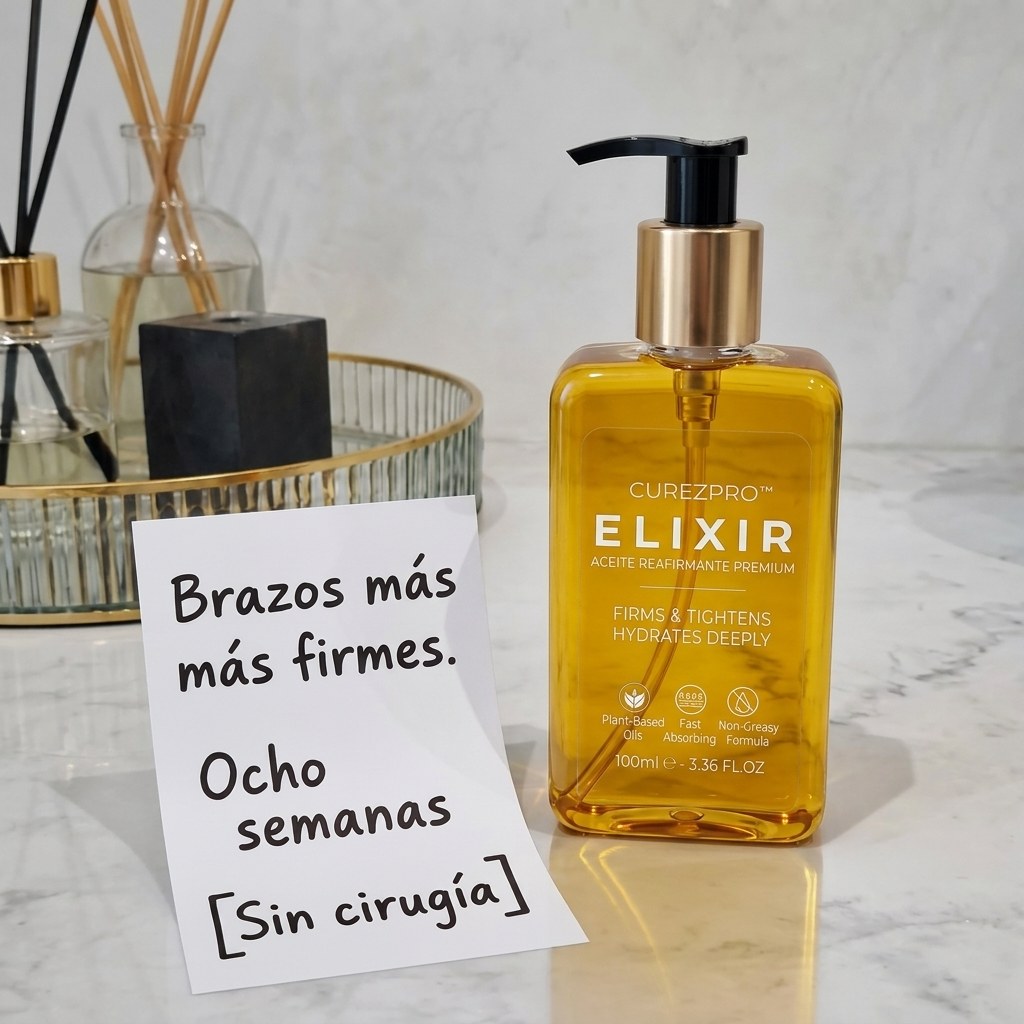 Brazos más
más firmes.
Ocho
semanas
[Sin cirugía]
CUREZPRO™
ELIXIR
ACEITE REAFIRMANTE PREMIUM
FIRMS & TIGHTENS
HYDRATES DEEPLY
Plant-Based Oils
Fast Absorbing
Non-Greasy Formula
100ml ℮ - 3.36 FL.OZ